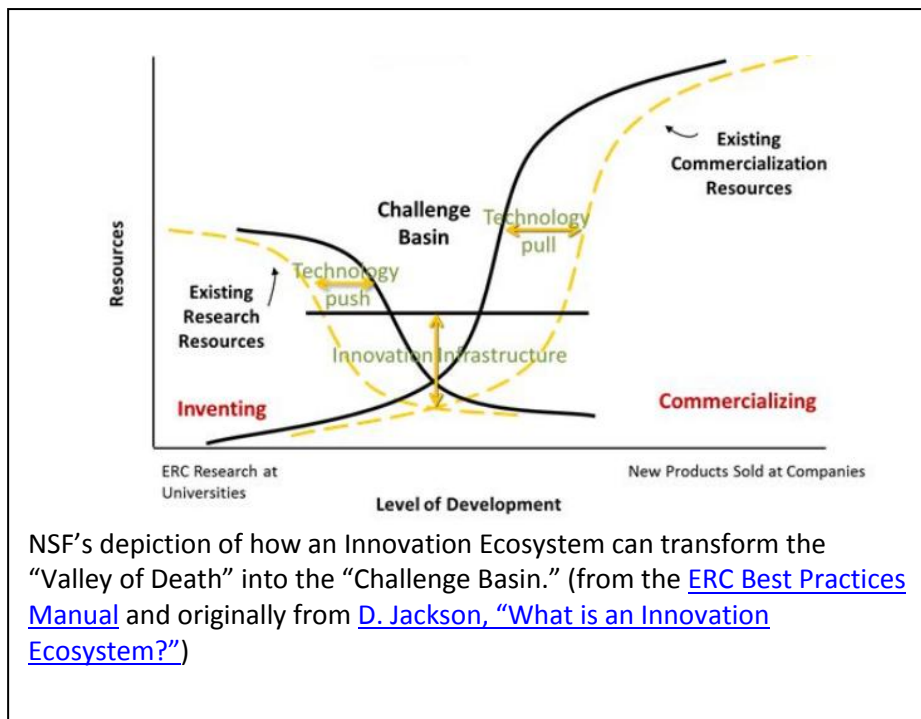 Existing
Commercialization
Resources
Challenge
Basin
Technology
pull
Resources
Technology
push
Existing
Research
Resources
Innovation Infrastructure
Inventing
Commercializing
ERC Research at
Universities
New Products Sold at Companies
Level of Development
NSF’s depiction of how an Innovation Ecosystem can transform the
“Valley of Death” into the “Challenge Basin.” (from the ERC Best Practices
Manual and originally from D. Jackson, “What is an Innovation
Ecosystem?”)